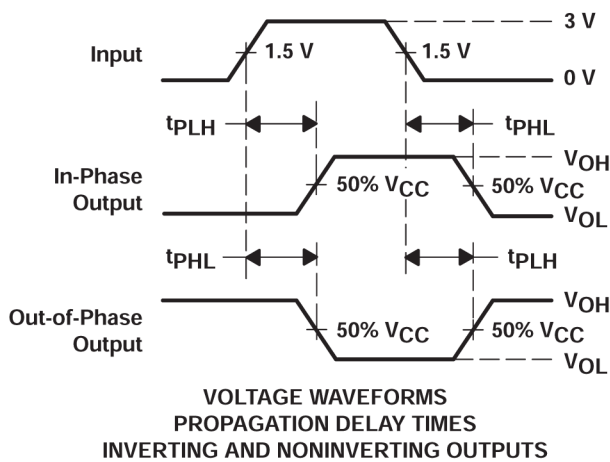 3 V
Input 1.5 V 1.5 V
0 V
tPLH tPHL
VOH
In-Phase
Output 50% VCC 50% VCC
VOL
tPHL tPLH
VOH
Out-of-Phase
Output 50% VCC 50% VCC
VOL
VOLTAGE WAVEFORMS
PROPAGATION DELAY TIMES
INVERTING AND NONINVERTING OUTPUTS